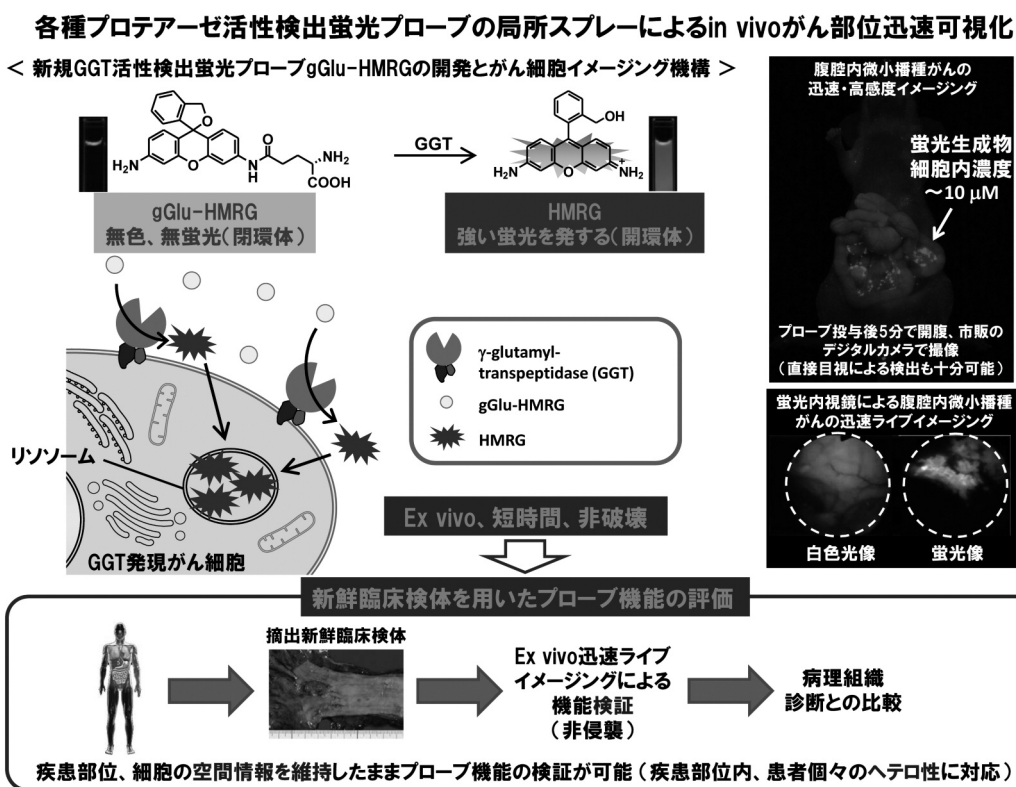 各種プロテアーゼ活性検出蛍光プローブの局所スプレーによるin vivoがん部位迅速可視化
< 新規GGT活性検出蛍光プローブgGlu-HMRGの開発とがん細胞イメージング機構 >
O
H₂N
O
N
H
O
NH₂
COOH
GGT
OH
H₂N
O
NH₂
+
gGlu-HMRG
無色、無蛍光(閉環体)
HMRG
強い蛍光を発する(開環体)
腹腔内微小播種がんの
迅速・高感度イメージング
蛍光生成物
細胞内濃度
～10 μM
プローブ投与後5分で開腹、市販の
デジタルカメラで撮像
(直接目視による検出も十分可能)
γ-glutamyl-
transpeptidase (GGT)
gGlu-HMRG
HMRG
リソソーム
GGT発現がん細胞
蛍光内視鏡による腹腔内微小播種
がんの迅速ライブイメージング
白色光像
蛍光像
Ex vivo、短時間、非破壊
新鮮臨床検体を用いたプローブ機能の評価
摘出新鮮臨床検体
Ex vivo迅速ライブ
イメージングによる
機能検証
(非侵襲)
病理組織
診断との比較
疾患部位、細胞の空間情報を維持したままプローブ機能の検証が可能(疾患部位内、患者個々のヘテロ性に対応)